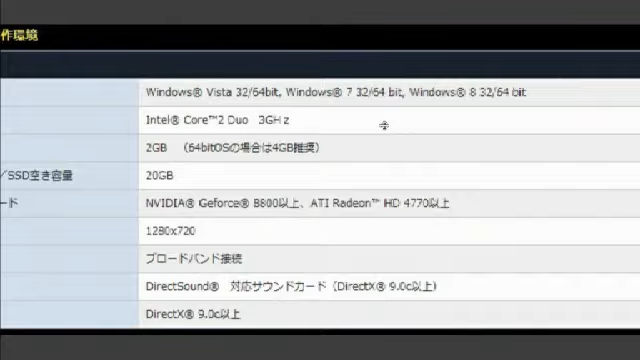 作環境
Windows® Vista 32/64bit, Windows® 7 32/64 bit, Windows® 8 32/64 bit
Intel® Core™2 Duo 3GHz
2GB （64bitOSの場合は4GB推奨）
／SSD空き容量 20GB
ード NVIDIA® Geforce® 8800以上、ATI Radeon™ HD 4770以上
1280x720
ブロードバンド接続
DirectSound® 対応サウンドカード（DirectX® 9.0c以上）
DirectX® 9.0c以上